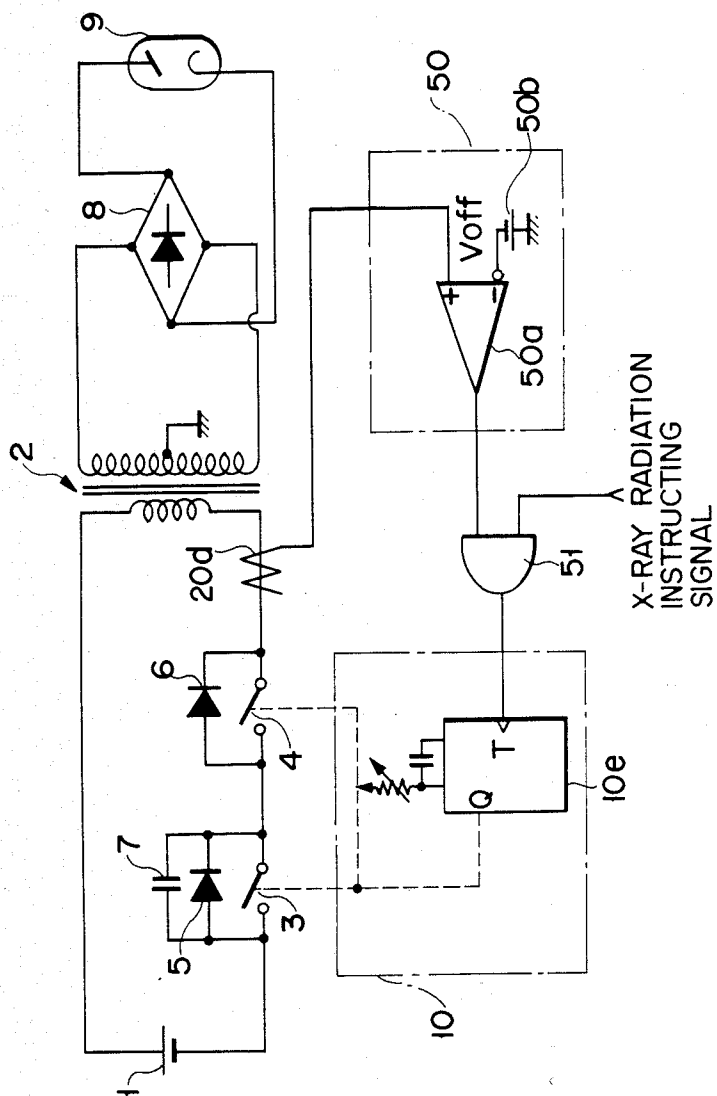 9
8
2
50
50b
Voff
+
−
50a
20d
51
X-RAY RADIATION
INSTRUCTING
SIGNAL
6
4
7
5
3
T
Q
10e
10
1